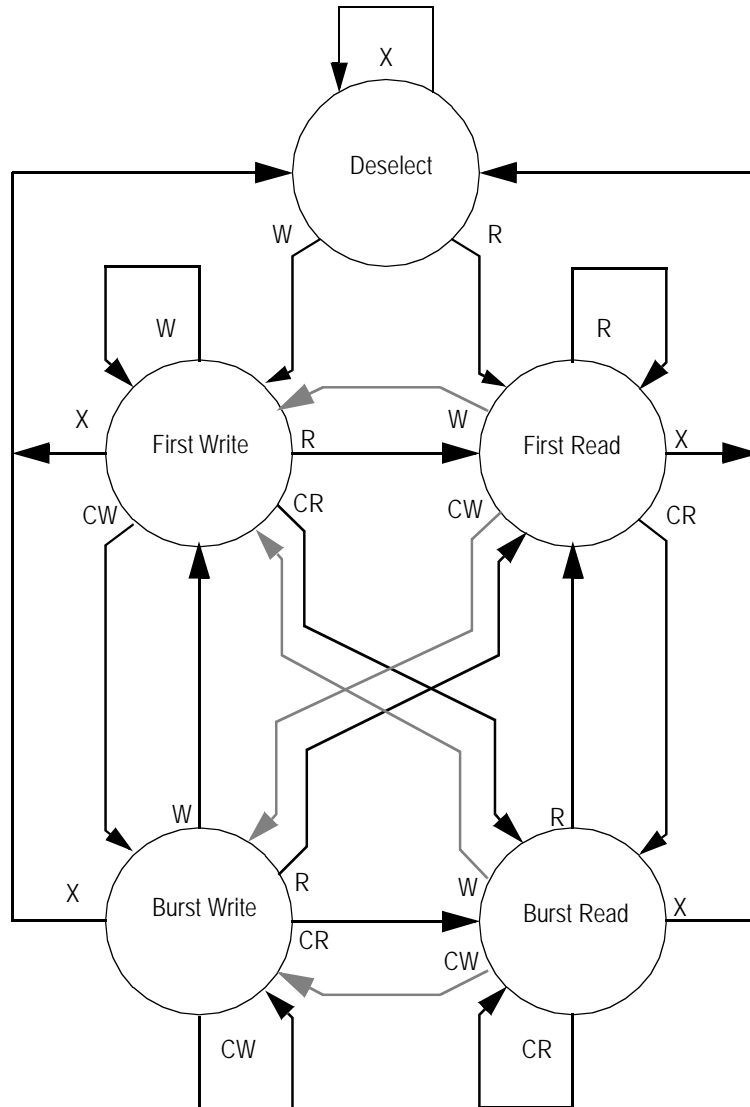 X
Deselect
W
R
W
R
X
W
First Write
R
First Read
X
CW
CR
CW
CR
W
R
X
Burst Write
R
W
Burst Read
X
CR
CW
CW
CR